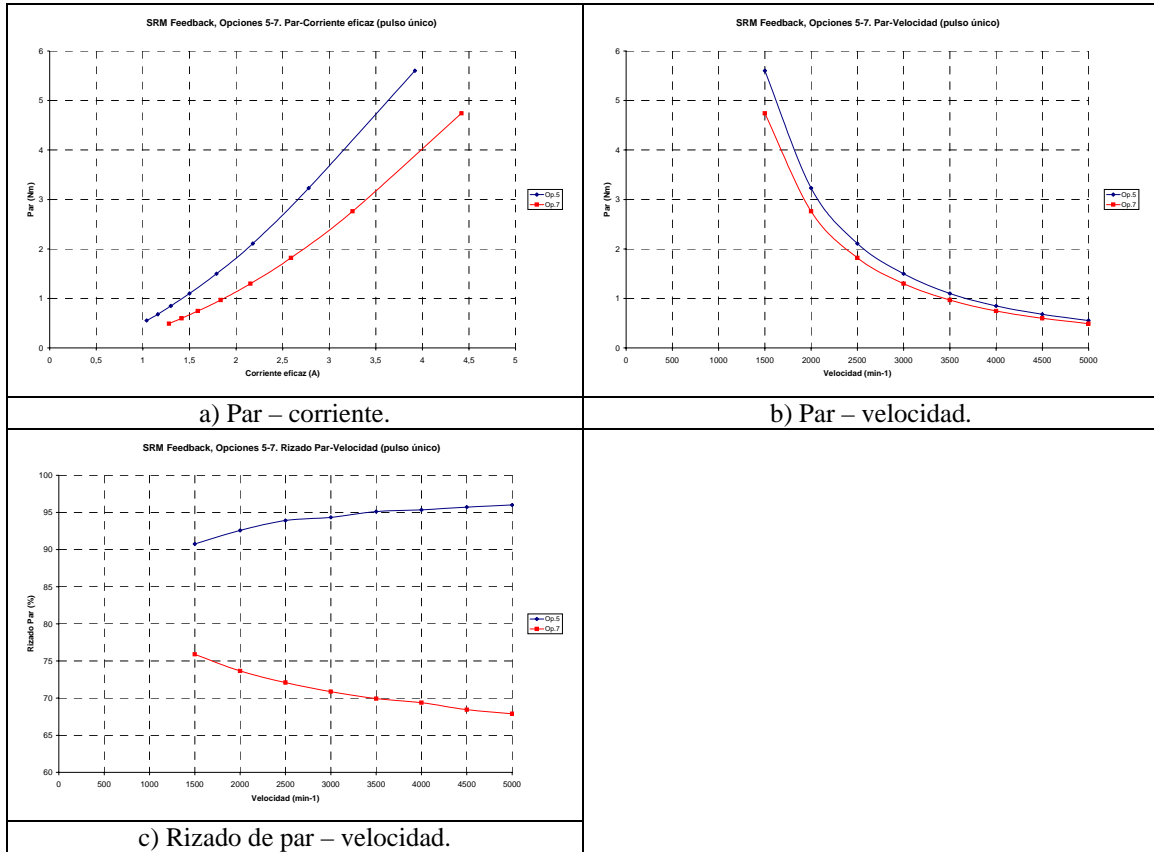 SRM Feedback, Opciones 5-7. Par-Corriente eficaz (pulso único)
6
5
4
3
2
1
0
Par (Nm)
0 0,5 1 1,5 2 2,5 3 3,5 4 4,5 5
Corriente eficaz (A)
Op.5
Op.7
a) Par – corriente.
SRM Feedback, Opciones 5-7. Par-Velocidad (pulso único)
6
5
4
3
2
1
0
Par (Nm)
0 500 1000 1500 2000 2500 3000 3500 4000 4500 5000
Velocidad (min-1)
Op.5
Op.7
b) Par – velocidad.
SRM Feedback, Opciones 5-7. Rizado Par-Velocidad (pulso único)
100
95
90
85
80
75
70
65
60
Rizado Par (%)
0 500 1000 1500 2000 2500 3000 3500 4000 4500 5000
Velocidad (min-1)
Op.5
Op.7
c) Rizado de par – velocidad.